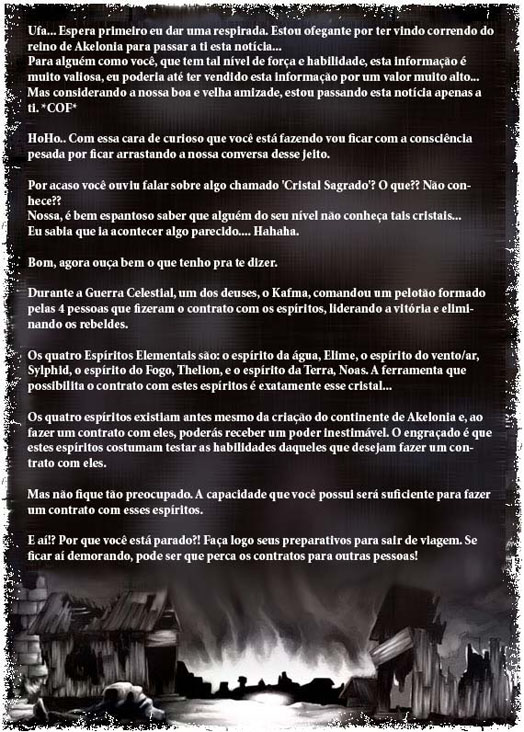 Ufa... Espera primeiro eu dar uma respirada. Estou ofegante por ter vindo correndo do
reino de Akelonia para passar a ti esta notícia...
Para alguém como você, que tem tal nível de força e habilidade, esta informação é
muito valiosa, eu poderia até ter vendido esta informação por um valor muito alto...
Mas considerando a nossa boa e velha amizade, estou passando esta notícia apenas a
ti. *COF*
HoHo.. Com essa cara de curioso que você está fazendo vou ficar com a consciência
pesada por ficar arrastando a nossa conversa desse jeito.
Por acaso você ouviu falar sobre algo chamado 'Cristal Sagrado'? O que?? Não con-
hece??
Nossa, é bem espantoso saber que alguém do seu nível não conheça tais cristais...
Eu sabia que ia acontecer algo parecido.... Hahaha.
Bom, agora ouça bem o que tenho pra te dizer.
Durante a Guerra Celestial, um dos deuses, o Kafma, comandou um pelotão formado
pelas 4 pessoas que fizeram o contrato com os espíritos, liderando a vitória e elimi-
nando os rebeldes.
Os quatro Espíritos Elementais são: o espírito da água, Elime, o espírito do vento/ar,
Sylphid, o espírito do Fogo, Thelion, e o espírito da Terra, Noas. A ferramenta que
possibilita o contrato com estes espíritos é exatamente esse cristal...
Os quatro espíritos existiam antes mesmo da criação do continente de Akelonia e, ao
fazer um contrato com eles, poderás receber um poder inestimável. O engraçado é que
estes espíritos costumam testar as habilidades daqueles que desejam fazer um con-
trato com eles.
Mas não fique tão preocupado. A capacidade que você possui será suficiente para fazer
um contrato com esses espíritos.
E aí!? Por que você está parado?! Faça logo seus preparativos para sair de viagem. Se
ficar aí demorando, pode ser que perca os contratos para outras pessoas!